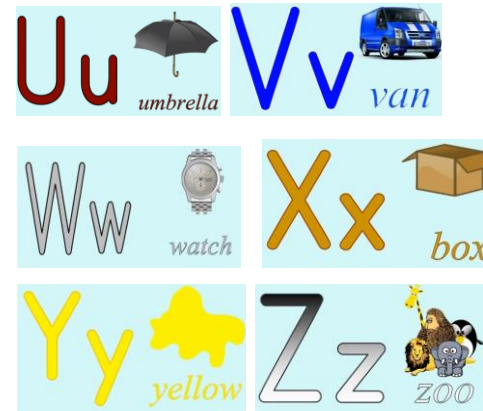 Uu umbrella
Vv van
Ww watch
Xx box
Yy yellow
Zz zoo